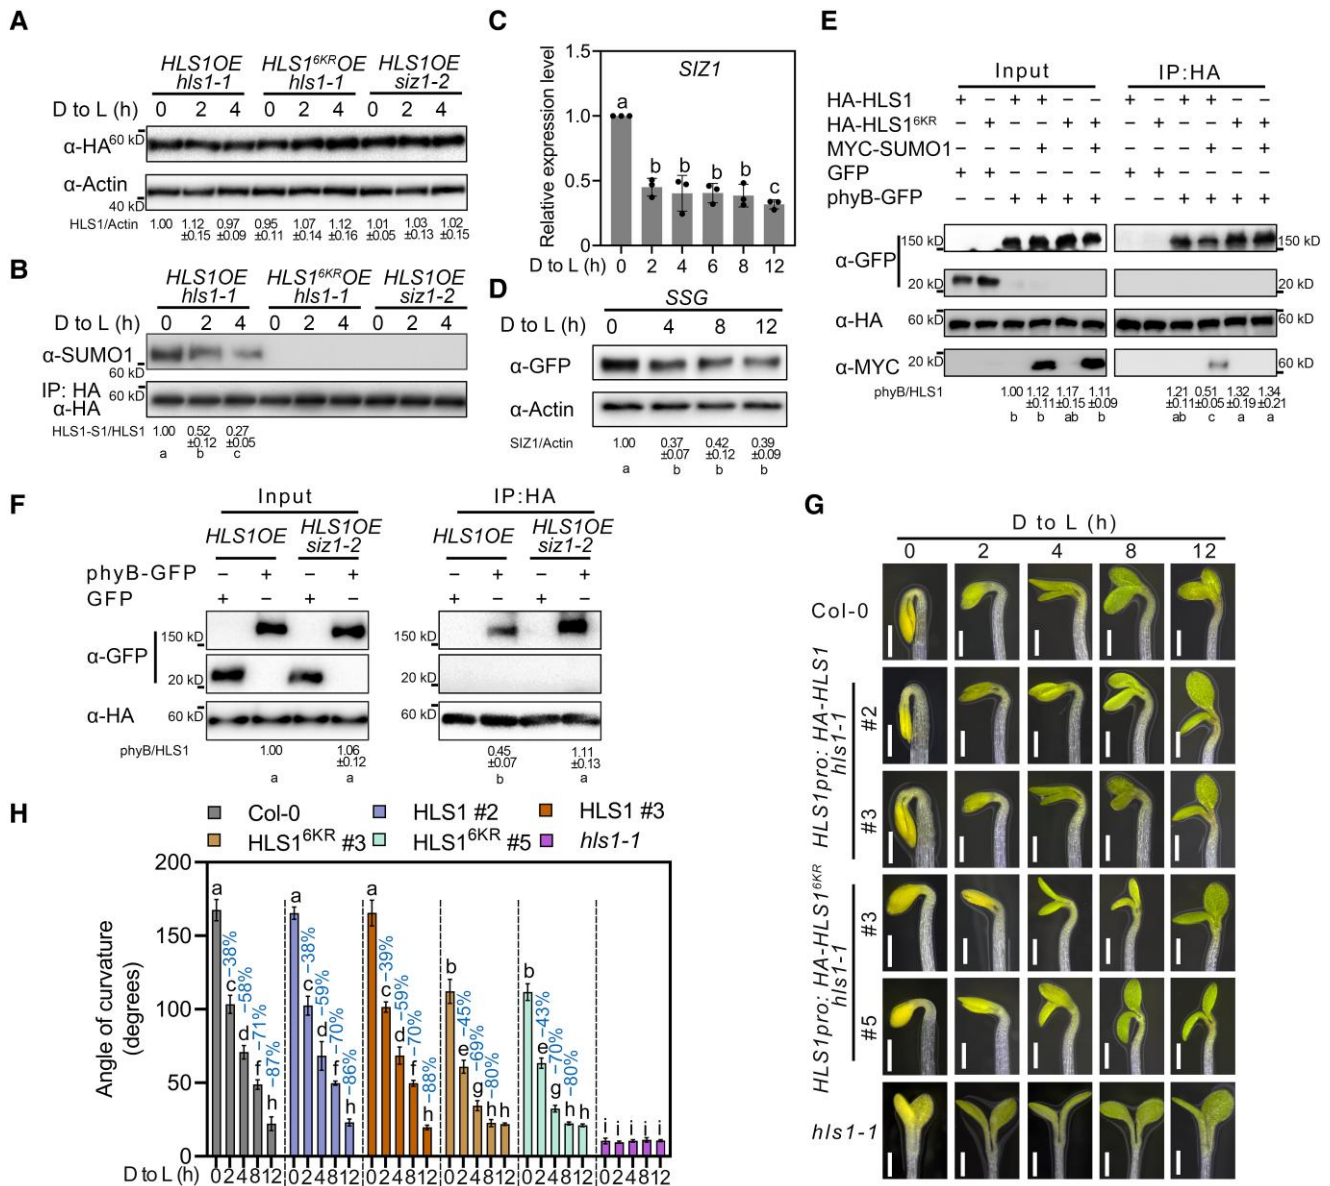 A
HLS1OE hls1-1 HLS1^6KR OE hls1-1 HLS1OE siz1-2
D to L (h) 0 2 4 0 2 4 0 2 4
α-HA 60 kD
α-Actin
40 kD
HLS1/Actin 1.00 1.12 ±0.15 0.97 ±0.09 0.95 ±0.11 1.07 ±0.14 1.12 ±0.16 1.01 ±0.05 1.03 ±0.13 1.02 ±0.15
B
HLS1OE hls1-1 HLS1^6KR OE hls1-1 HLS1OE siz1-2
D to L (h) 0 2 4 0 2 4 0 2 4
α-SUMO1
60 kD
IP: HA 60 kD
α-HA
HLS1-S1/HLS1 1.00 0.52 ±0.12 0.27 ±0.05
a b c
C
SIZ1
Relative expression level
1.5
1.0
0.5
0
a b b b b c
D to L (h) 0 2 4 6 8 12
D
SSG
D to L (h) 0 4 8 12
α-GFP
α-Actin
SIZ1/Actin 1.00 0.37 ±0.07 0.42 ±0.12 0.39 ±0.09
a b b b
E
Input IP:HA
HA-HLS1 + − + + − − + − + + − −
HA-HLS1^6KR − + − − + + − + − − + +
MYC-SUMO1 − − − + − + − − − + − +
GFP + + − − − − + + − − − −
phyB-GFP − − + + + + − − + + + +
α-GFP 150 kD 150 kD
20 kD 20 kD
α-HA 60 kD 60 kD
α-MYC 20 kD 60 kD
phyB/HLS1 1.00 1.12 ±0.11 1.17 ±0.15 1.11 ±0.09 1.21 ±0.11 0.51 ±0.05 1.32 ±0.19 1.34 ±0.21
b b ab b ab c a a
F
Input IP:HA
HLS1OE HLS1OE siz1-2 HLS1OE HLS1OE siz1-2
phyB-GFP − + − + − + − +
GFP + − + − + − + −
α-GFP 150 kD 150 kD
20 kD 20 kD
α-HA 60 kD 60 kD
phyB/HLS1 1.00 1.06 ±0.12 0.45 ±0.07 1.11 ±0.13
a a b a
G
D to L (h)
0 2 4 8 12
Col-0
HLS1pro: HA-HLS1 hls1-1
#2
#3
HLS1pro: HA-HLS1^6KR hls1-1
#3
#5
hls1-1
H
Col-0 HLS1 #2 HLS1 #3
HLS1^6KR #3 HLS1^6KR #5 hls1-1
Angle of curvature (degrees)
200
150
100
50
0
a c d f h −38% −58% −71% −87%
a c d f h −38% −59% −70% −86%
a c d f h −39% −59% −70% −88%
b e g h h −45% −69% −80%
b e g h h −43% −70% −80%
i i i i i
D to L (h) 0 2 4 8 12 0 2 4 8 12 0 2 4 8 12 0 2 4 8 12 0 2 4 8 12 0 2 4 8 12